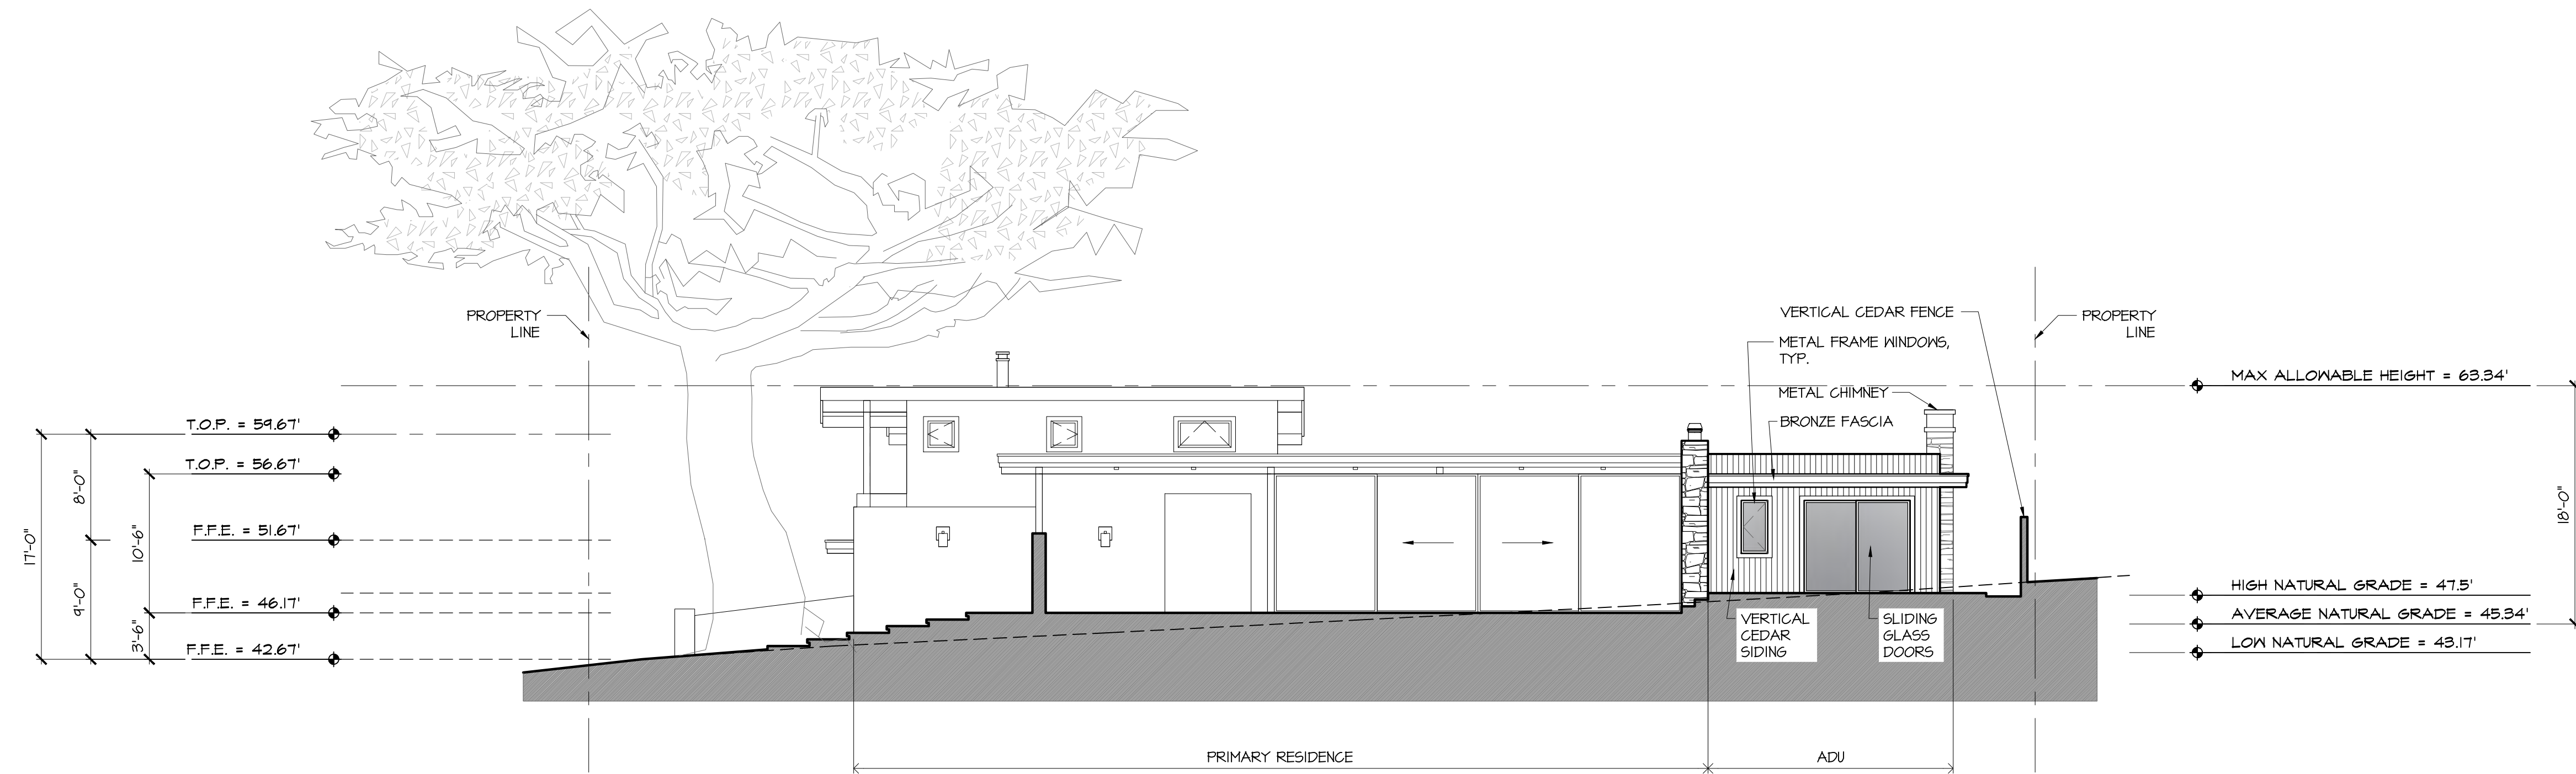 PROPERTY
LINE
VERTICAL CEDAR FENCE
METAL FRAME WINDOWS,
TYP.
METAL CHIMNEY
BRONZE FASCIA
PROPERTY
LINE
MAX ALLOWABLE HEIGHT = 63.34'
T.O.P. = 59.67'
T.O.P. = 56.67'
F.F.E. = 51.67'
F.F.E. = 46.17'
F.F.E. = 42.67'
17'-0"
8'-0"
9'-0"
10'-6"
3'-6"
18'-0"
HIGH NATURAL GRADE = 47.5'
AVERAGE NATURAL GRADE = 45.34'
LOW NATURAL GRADE = 43.17'
VERTICAL
CEDAR
SIDING
SLIDING
GLASS
DOORS
PRIMARY RESIDENCE
ADU